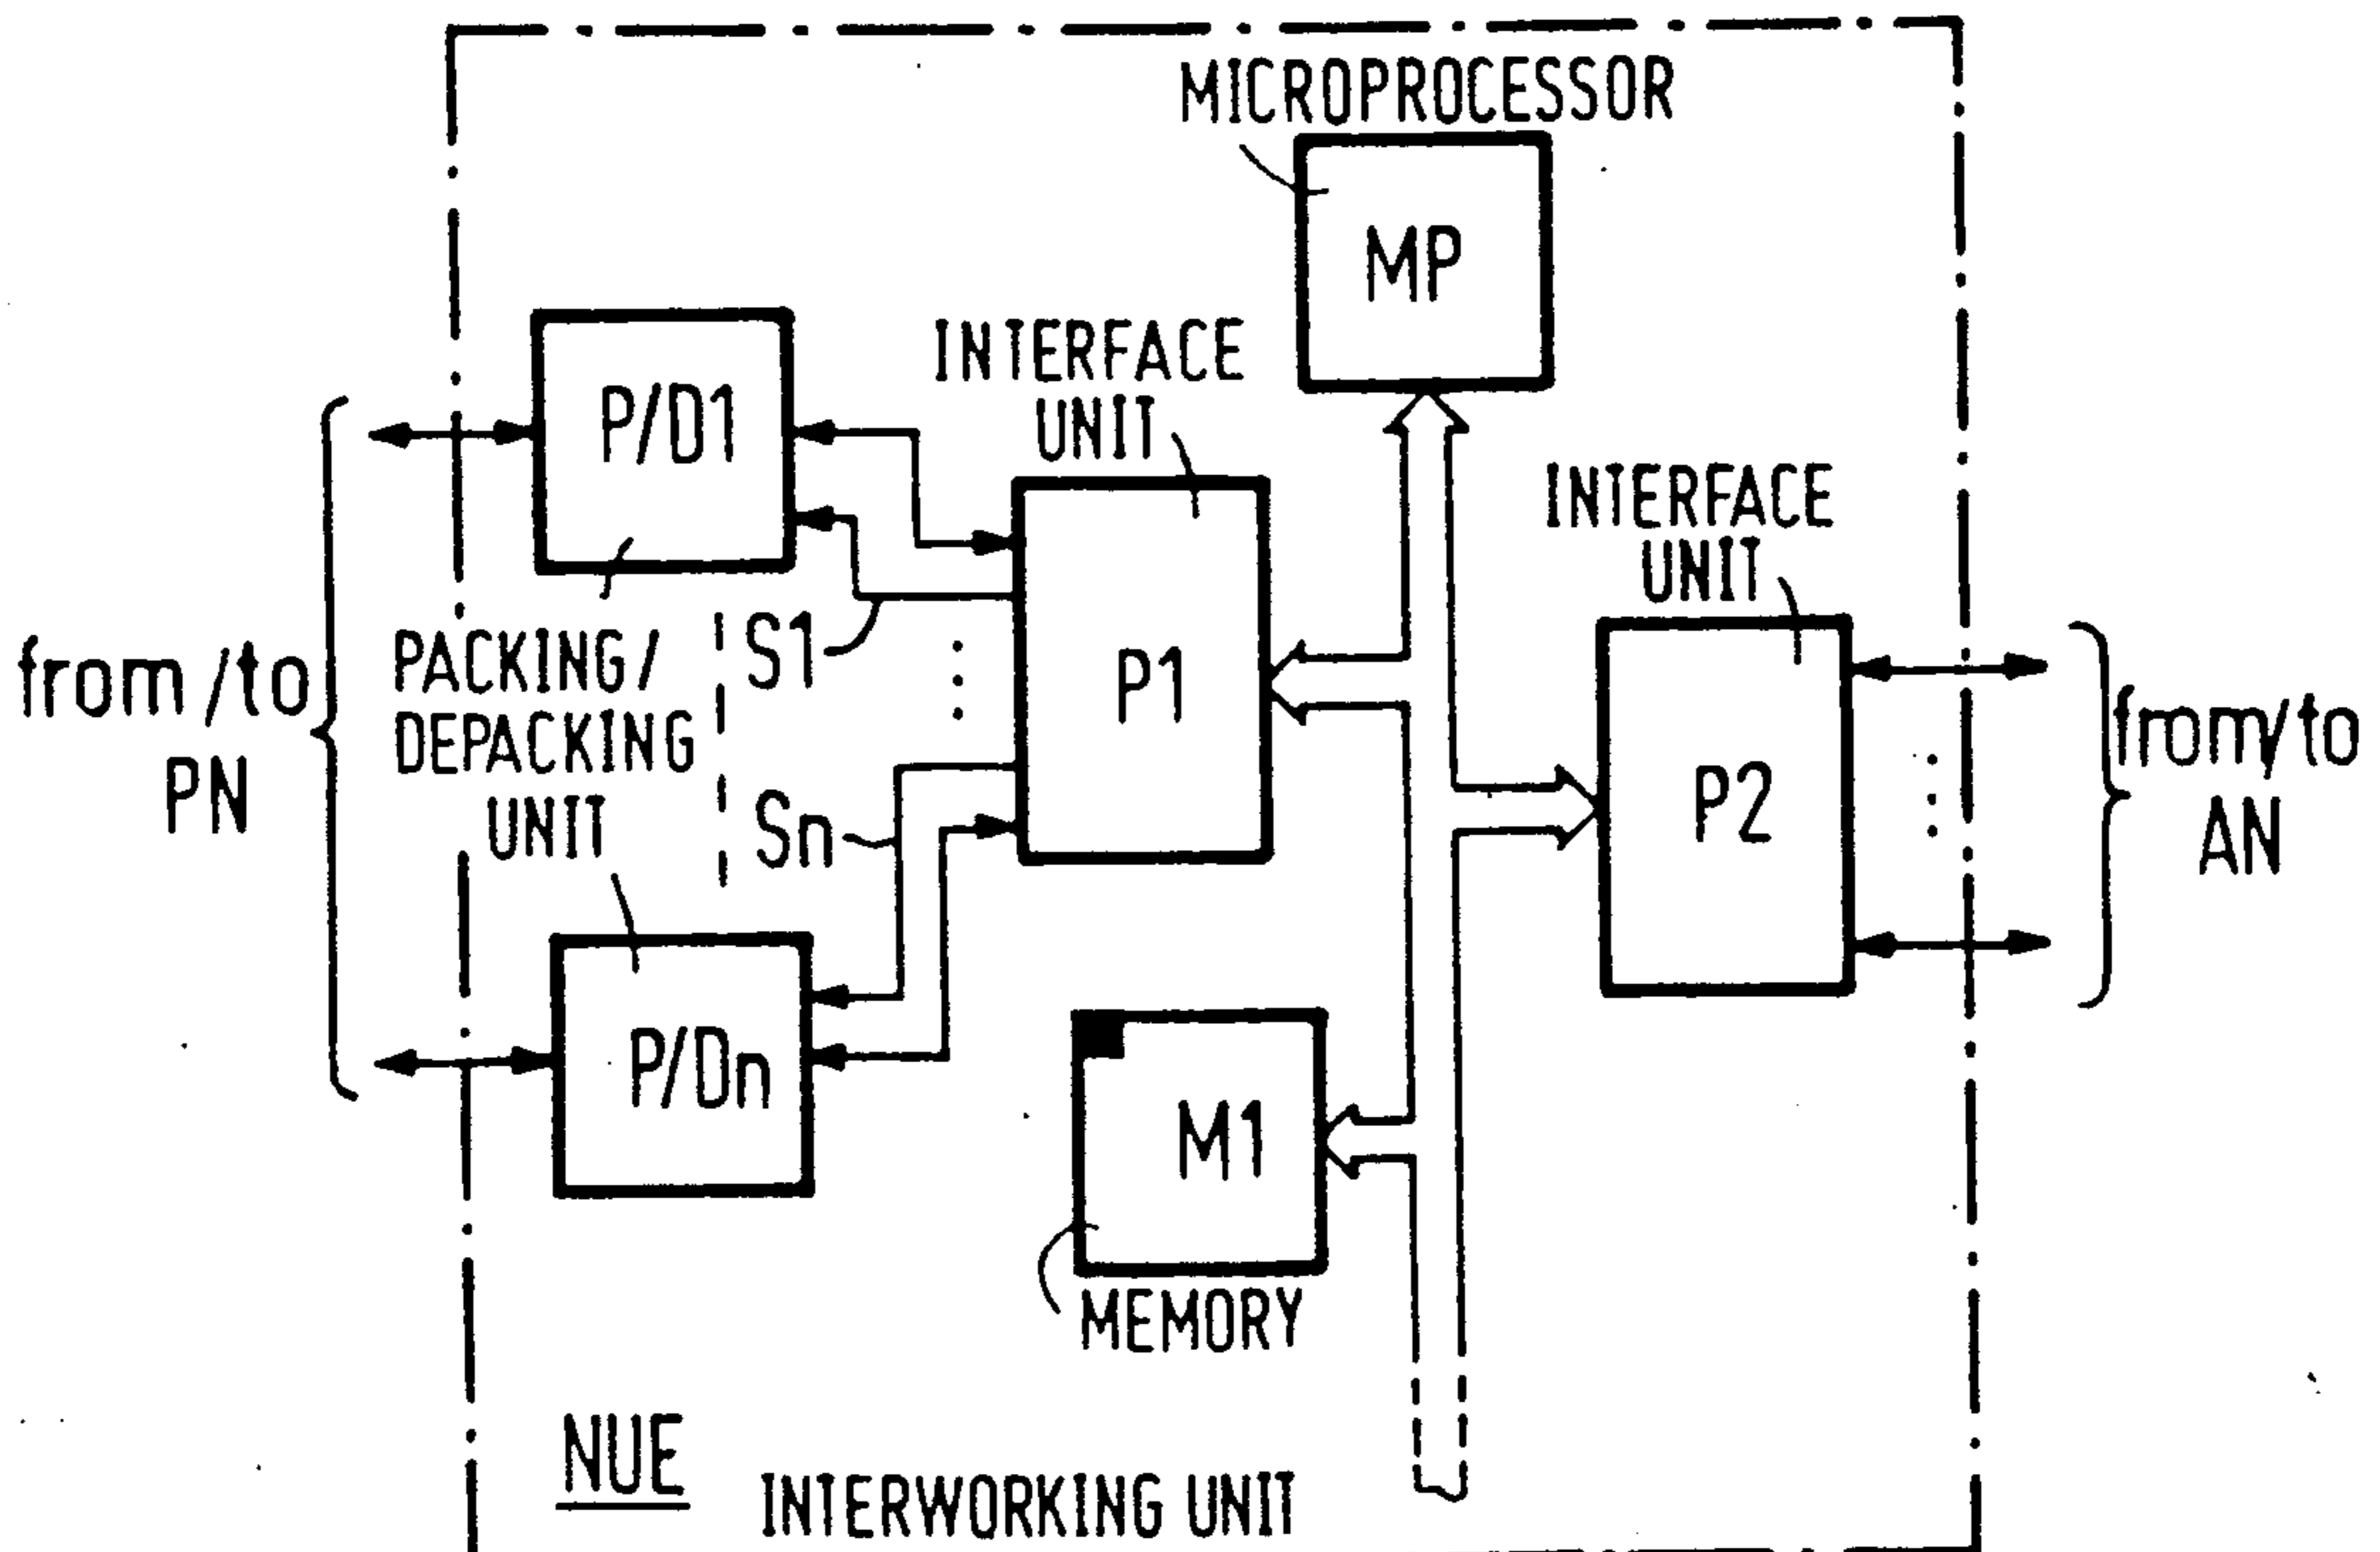 MICROPROCESSOR
MP
INTERFACE
UNIT
P/D1
INTERFACE
UNIT
from/to
PN
PACKING/
DEPACKING
UNIT
S1
P1
Sn
P2
from/to
AN
P/Dn
M1
MEMORY
NUE
INTERWORKING UNIT